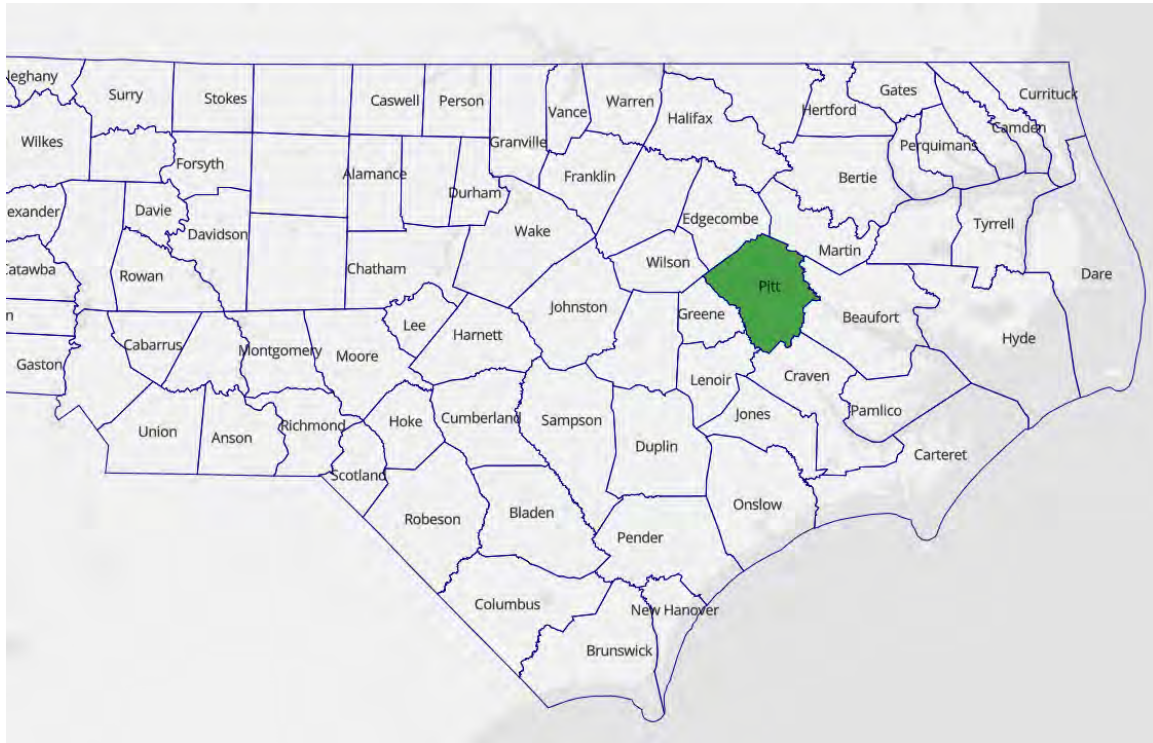 leghany
Surry
Stokes
Caswell
Person
Granville
Vance
Warren
Halifax
Hertford
Gates
Currituck
Camden
Perquimans
Wilkes
Forsyth
Alamance
Durham
Franklin
Bertie
Edgecombe
Martin
Tyrrell
Dare
exander
Davie
Davidson
Wake
Wilson
Catawba
Rowan
Chatham
Johnston
Greene
Pitt
Beaufort
Hyde
n
Gaston
Cabarrus
Montgomery
Moore
Lee
Harnett
Lenoir
Craven
Pamlico
Jones
Carteret
Union
Anson
Richmond
Scotland
Hoke
Cumberland
Sampson
Duplin
Onslow
Robeson
Bladen
Pender
Columbus
New Hanover
Brunswick